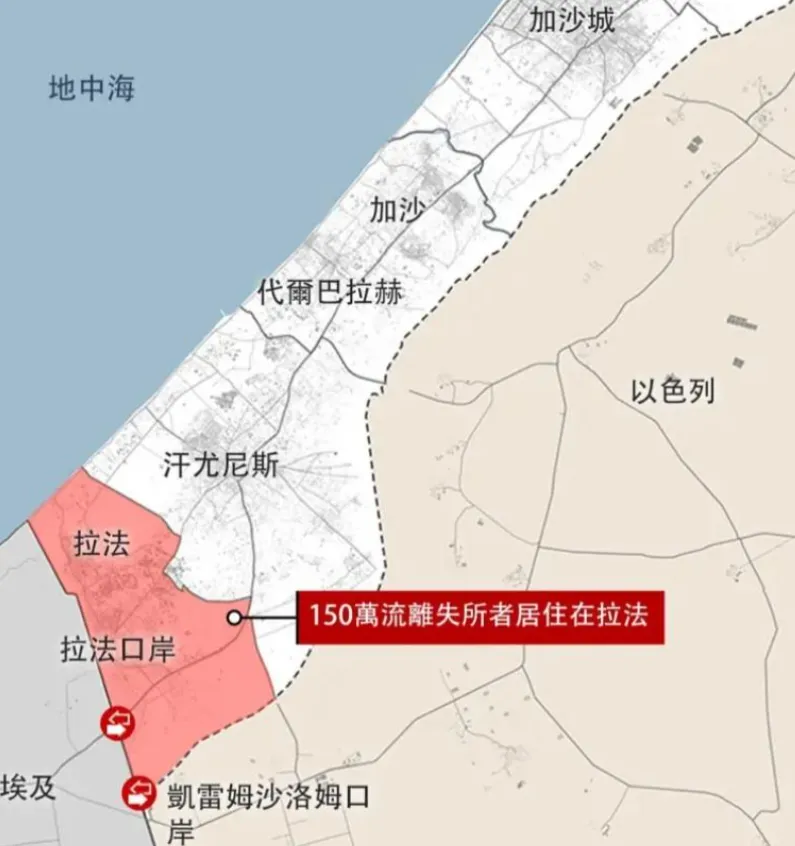 加沙城
地中海
加沙
代爾巴拉赫
以色列
汗尤尼斯
拉法
150萬流離失所者居住在拉法
拉法口岸
埃及
凱雷姆沙洛姆口
岸